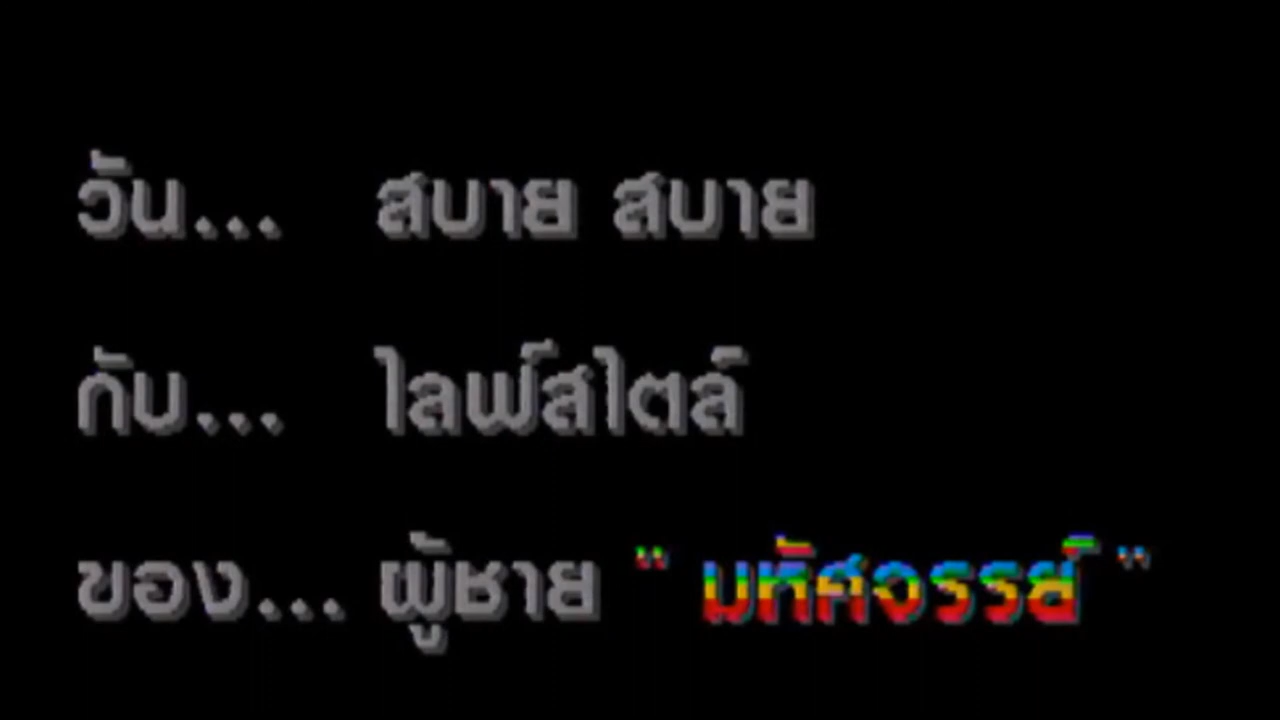 วัน... สบาย สบาย
กับ... ไลฟ์สไตล์
ของ... ผู้ชาย " มหัศจรรย์ "